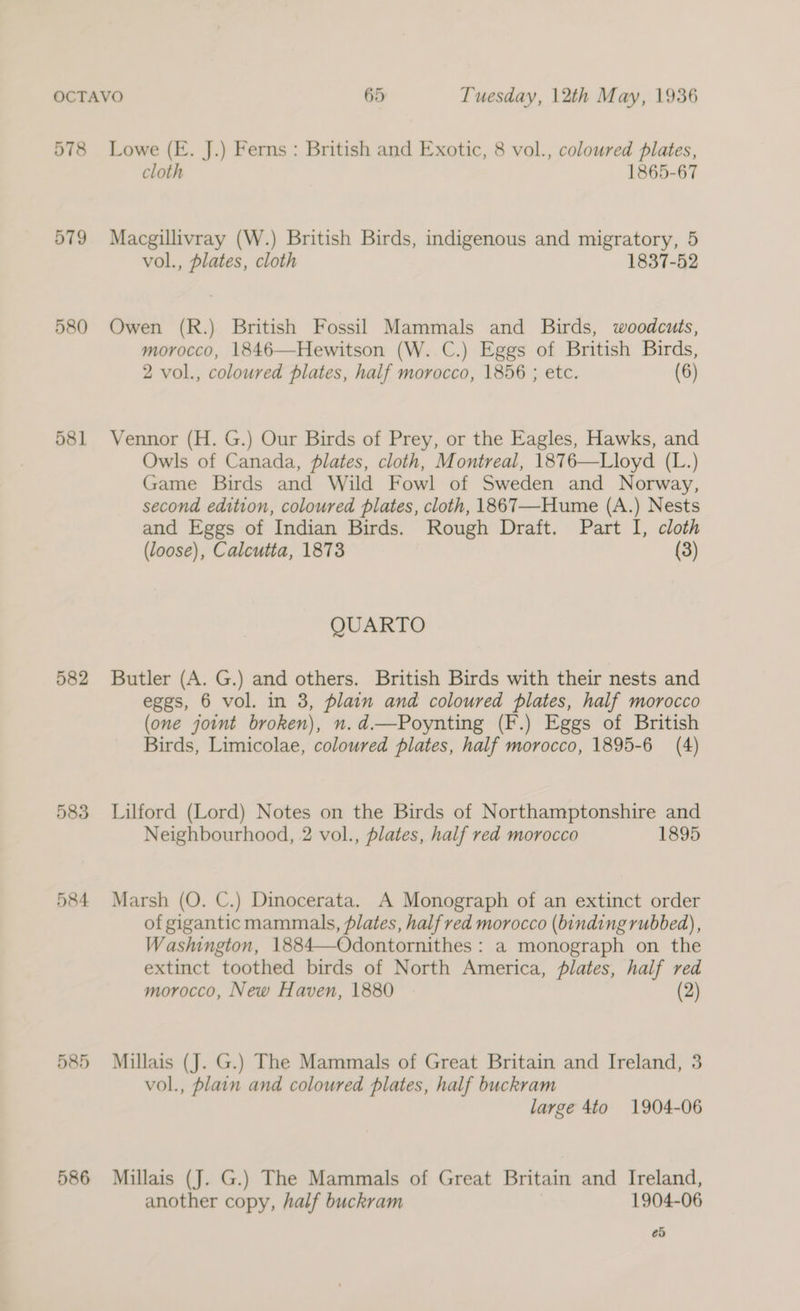 OCTAVO 65 Tuesday, 12th May, 1936
578 Lowe (E. J.) Ferns : British and Exotic, 8 vol., coloured plates,
cloth 1865-67
579 Macgillivray (W.) British Birds, indigenous and migratory, 5
vol., plates, cloth 1837-52
580 Owen (R.) British Fossil Mammals and Birds, woodcuts,
morocco, 1846—Hewitson (W. C.) Eggs of British Birds,
2 vol., coloured plates, half morocco, 1856 ; etc. (6)
581 Vennor (H. G.) Our Birds of Prey, or the Eagles, Hawks, and
Owls of Canada, plates, cloth, Montreal, 1876—Lloyd (L.)
Game Birds and Wild Fowl of Sweden and Norway,
second edition, coloured plates, cloth, 1867—Hume (A.) Nests
and Eggs of Indian Birds. Rough Draft. Part I, cloth
(loose), Calcutta, 1873 (3)
QUARTO
582 Butler (A. G.) and others. British Birds with their nests and
eggs, 6 vol. in 3, plain and coloured plates, half morocco
(one joint broken), n. d.—Poynting (F.) Eggs of British
Birds, Limicolae, coloured plates, half morocco, 1895-6 (4)
583 Lilford (Lord) Notes on the Birds of Northamptonshire and
Neighbourhood, 2 vol., plates, half red morocco 1895
584 Marsh (O. C.) Dinocerata. A Monograph of an extinct order
of gigantic mammals, plates, half red morocco (binding rubbed),
Washington, 1884—Odontornithes : a monograph on the
extinct toothed birds of North America, plates, half red
morocco, New Haven, 1880 (2)
585 Millais (J. G.) The Mammals of Great Britain and Ireland, 3
vol., plain and coloured plates, half buckram
large 4to 1904-06
586 Millais (J. G.) The Mammals of Great Britain and Ireland,
another copy, half buckram 1904-06
e5